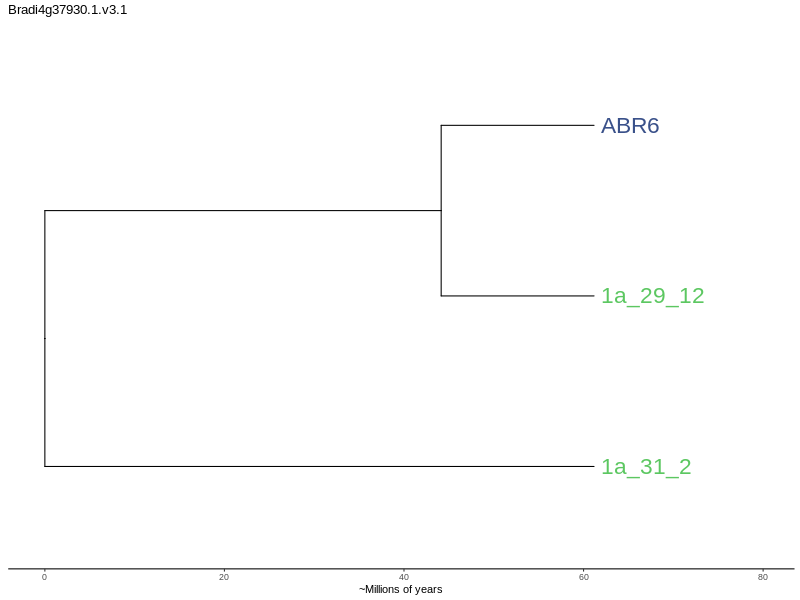 Bradi4g37930.1.v3.1
ABR6
1a_29_12
1a_31_2
0 20 40 60 80
~Millions of years